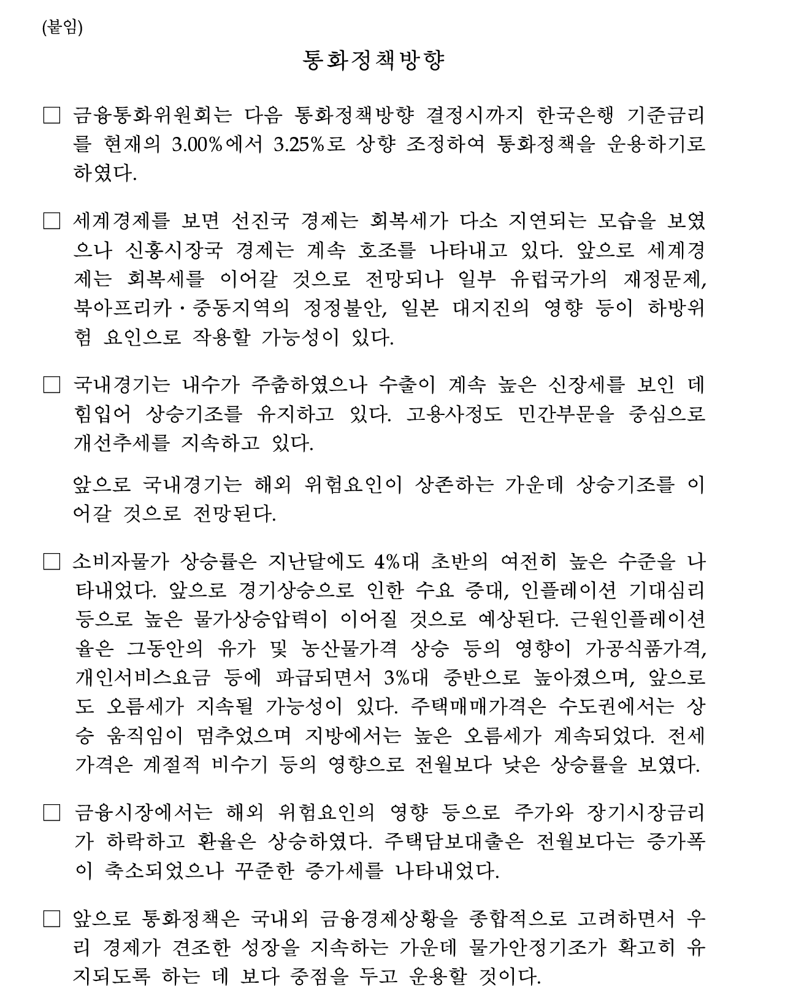 (붙임)
통화정책방향
□ 금융통화위원회는 다음 통화정책방향 결정시까지 한국은행 기준금리
를 현재의 3.00%에서 3.25%로 상향 조정하여 통화정책을 운용하기로
하였다.
□ 세계경제를 보면 선진국 경제는 회복세가 다소 지연되는 모습을 보였
으나 신흥시장국 경제는 계속 호조를 나타내고 있다. 앞으로 세계경
제는 회복세를 이어갈 것으로 전망되나 일부 유럽국가의 재정문제,
북아프리카·중동지역의 정정불안, 일본 대지진의 영향 등이 하방위
험 요인으로 작용할 가능성이 있다.
□ 국내경기는 내수가 주춤하였으나 수출이 계속 높은 신장세를 보인 데
힘입어 상승기조를 유지하고 있다. 고용사정도 민간부문을 중심으로
개선추세를 지속하고 있다.
앞으로 국내경기는 해외 위험요인이 상존하는 가운데 상승기조를 이
어갈 것으로 전망된다.
□ 소비자물가 상승률은 지난달에도 4%대 초반의 여전히 높은 수준을 나
타내었다. 앞으로 경기상승으로 인한 수요 증대, 인플레이션 기대심리
등으로 높은 물가상승압력이 이어질 것으로 예상된다. 근원인플레이션
율은 그동안의 유가 및 농산물가격 상승 등의 영향이 가공식품가격,
개인서비스요금 등에 파급되면서 3%대 중반으로 높아졌으며, 앞으로
도 오름세가 지속될 가능성이 있다. 주택매매가격은 수도권에서는 상
승 움직임이 멈추었으며 지방에서는 높은 오름세가 계속되었다. 전세
가격은 계절적 비수기 등의 영향으로 전월보다 낮은 상승률을 보였다.
□ 금융시장에서는 해외 위험요인의 영향 등으로 주가와 장기시장금리
가 하락하고 환율은 상승하였다. 주택담보대출은 전월보다는 증가폭
이 축소되었으나 꾸준한 증가세를 나타내었다.
□ 앞으로 통화정책은 국내외 금융경제상황을 종합적으로 고려하면서 우
리 경제가 견조한 성장을 지속하는 가운데 물가안정기조가 확고히 유
지되도록 하는 데 보다 중점을 두고 운용할 것이다.